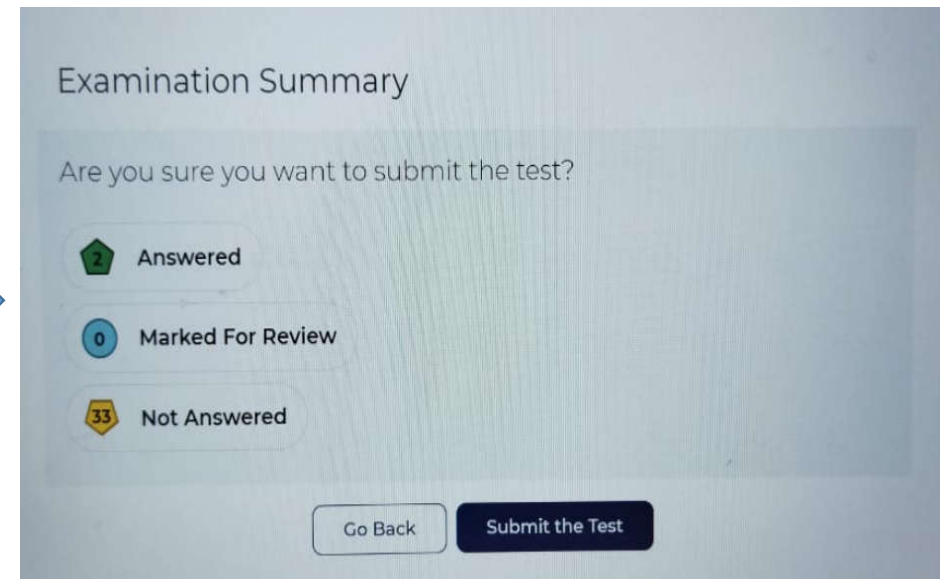 Examination Summary
Are you sure you want to submit the test?
2 Answered
0 Marked For Review
33 Not Answered
Go Back Submit the Test